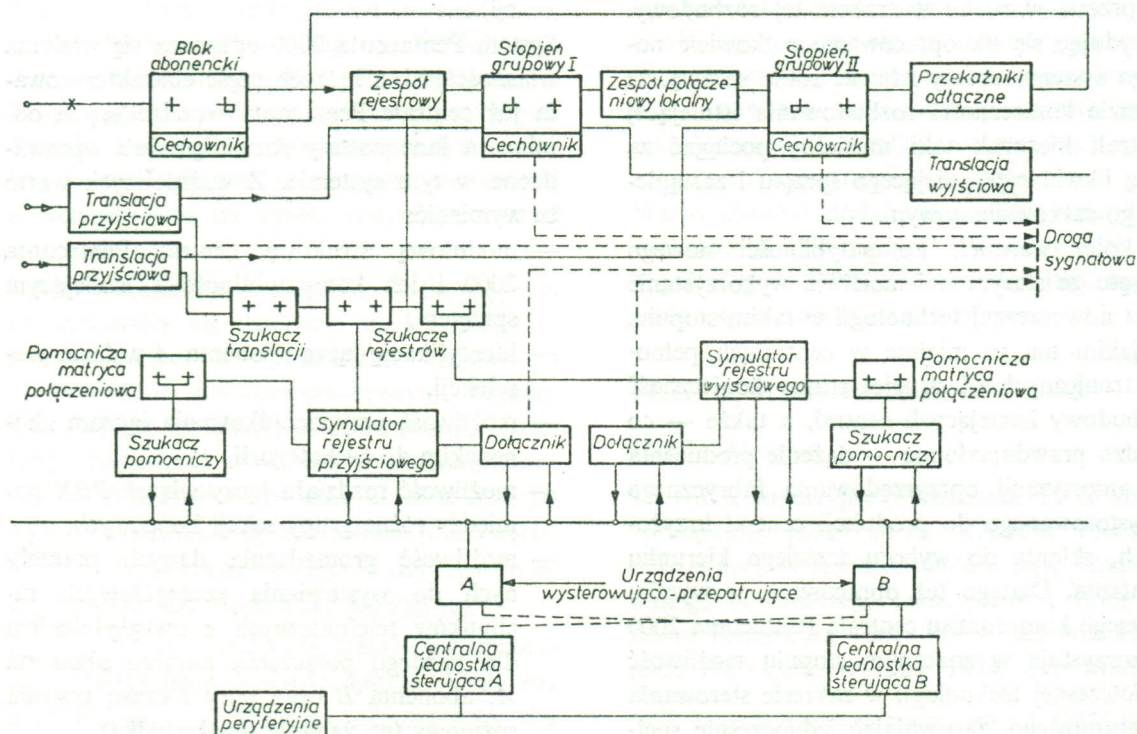 Blok
abonencki
Cechownik
Zespół
rejestrowy
Stopień
grupowy I
Cechownik
Zespół połącze-
niowy lokalny
Stopień
grupowy II
Cechownik
Przekaźniki
odłączne
Translacja
wyjściowa
Translacja
przyjściowa
Translacja
przyjściowa
Droga
sygnałowa
Szukacz
translacji
Szukacze
rejestrów
Pomocnicza
matryca
połączeniowa
Szukacz
pomocniczy
Symulator
rejestru
przyjściowego
Dołącznik
Dołącznik
Symulator
rejestru
wyjściowego
Pomocnicza
matryca
połączeniowa
Szukacz
pomocniczy
A
Urządzenia
wysterowująco-przepatrujące
B
Centralna
jednostka
sterująca A
Centralna
jednostka
sterująca B
Urządzenia
peryferyjne